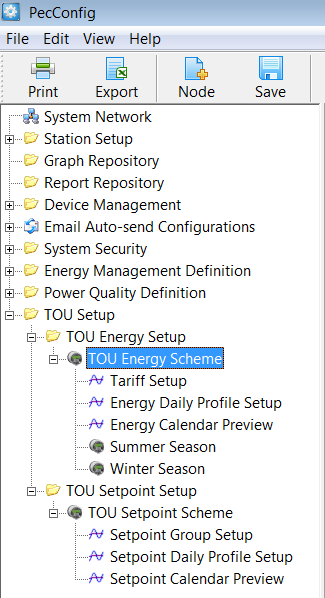 PecConfig
File Edit View Help
Print Export Node Save
System Network
Station Setup
Graph Repository
Report Repository
Device Management
Email Auto-send Configurations
System Security
Energy Management Definition
Power Quality Definition
TOU Setup
TOU Energy Setup
TOU Energy Scheme
Tariff Setup
Energy Daily Profile Setup
Energy Calendar Preview
Summer Season
Winter Season
TOU Setpoint Setup
TOU Setpoint Scheme
Setpoint Group Setup
Setpoint Daily Profile Setup
Setpoint Calendar Preview